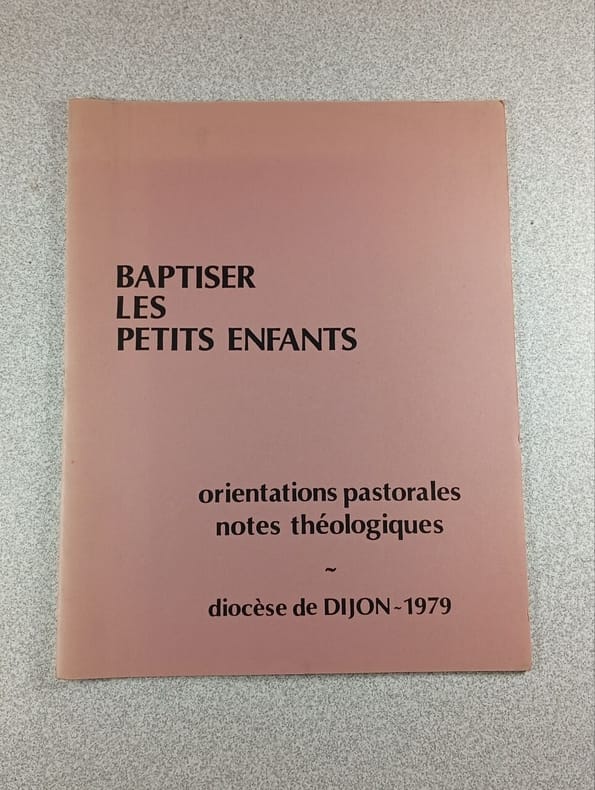 BAPTISER
LES
PETITS ENFANTS
orientations pastorales
notes théologiques
~
diocèse de DIJON ~ 1979